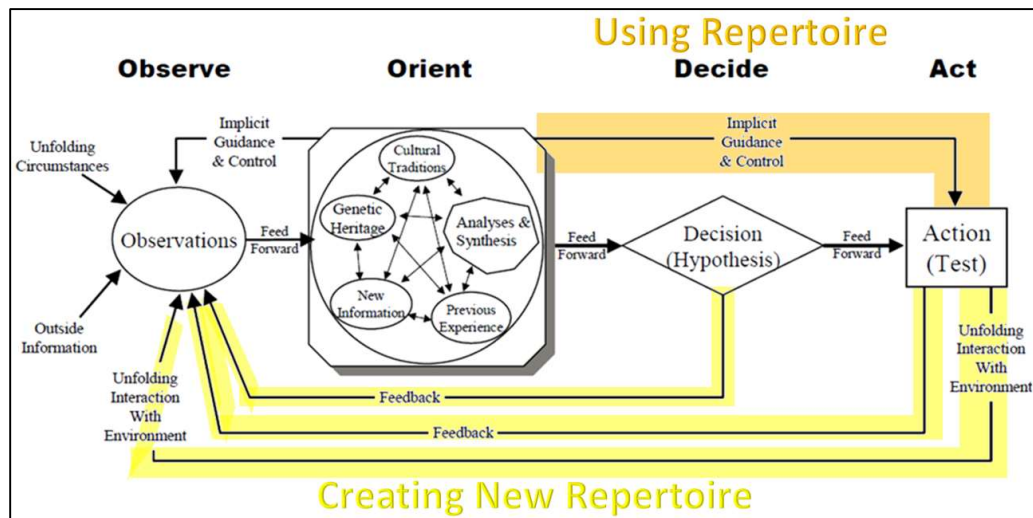 Using Repertoire
Observe
Orient
Decide
Act
Implicit
Guidance
& Control
Unfolding
Circumstances
Observations
Outside
Information
Feed
Forward
Cultural
Traditions
Genetic
Heritage
Analyses &
Synthesis
New
Information
Previous
Experience
Feed
Forward
Implicit
Guidance
& Control
Decision
(Hypothesis)
Feed
Forward
Action
(Test)
Unfolding
Interaction
With
Environment
Feedback
Unfolding
Interaction
With
Environment
Feedback
Creating New Repertoire